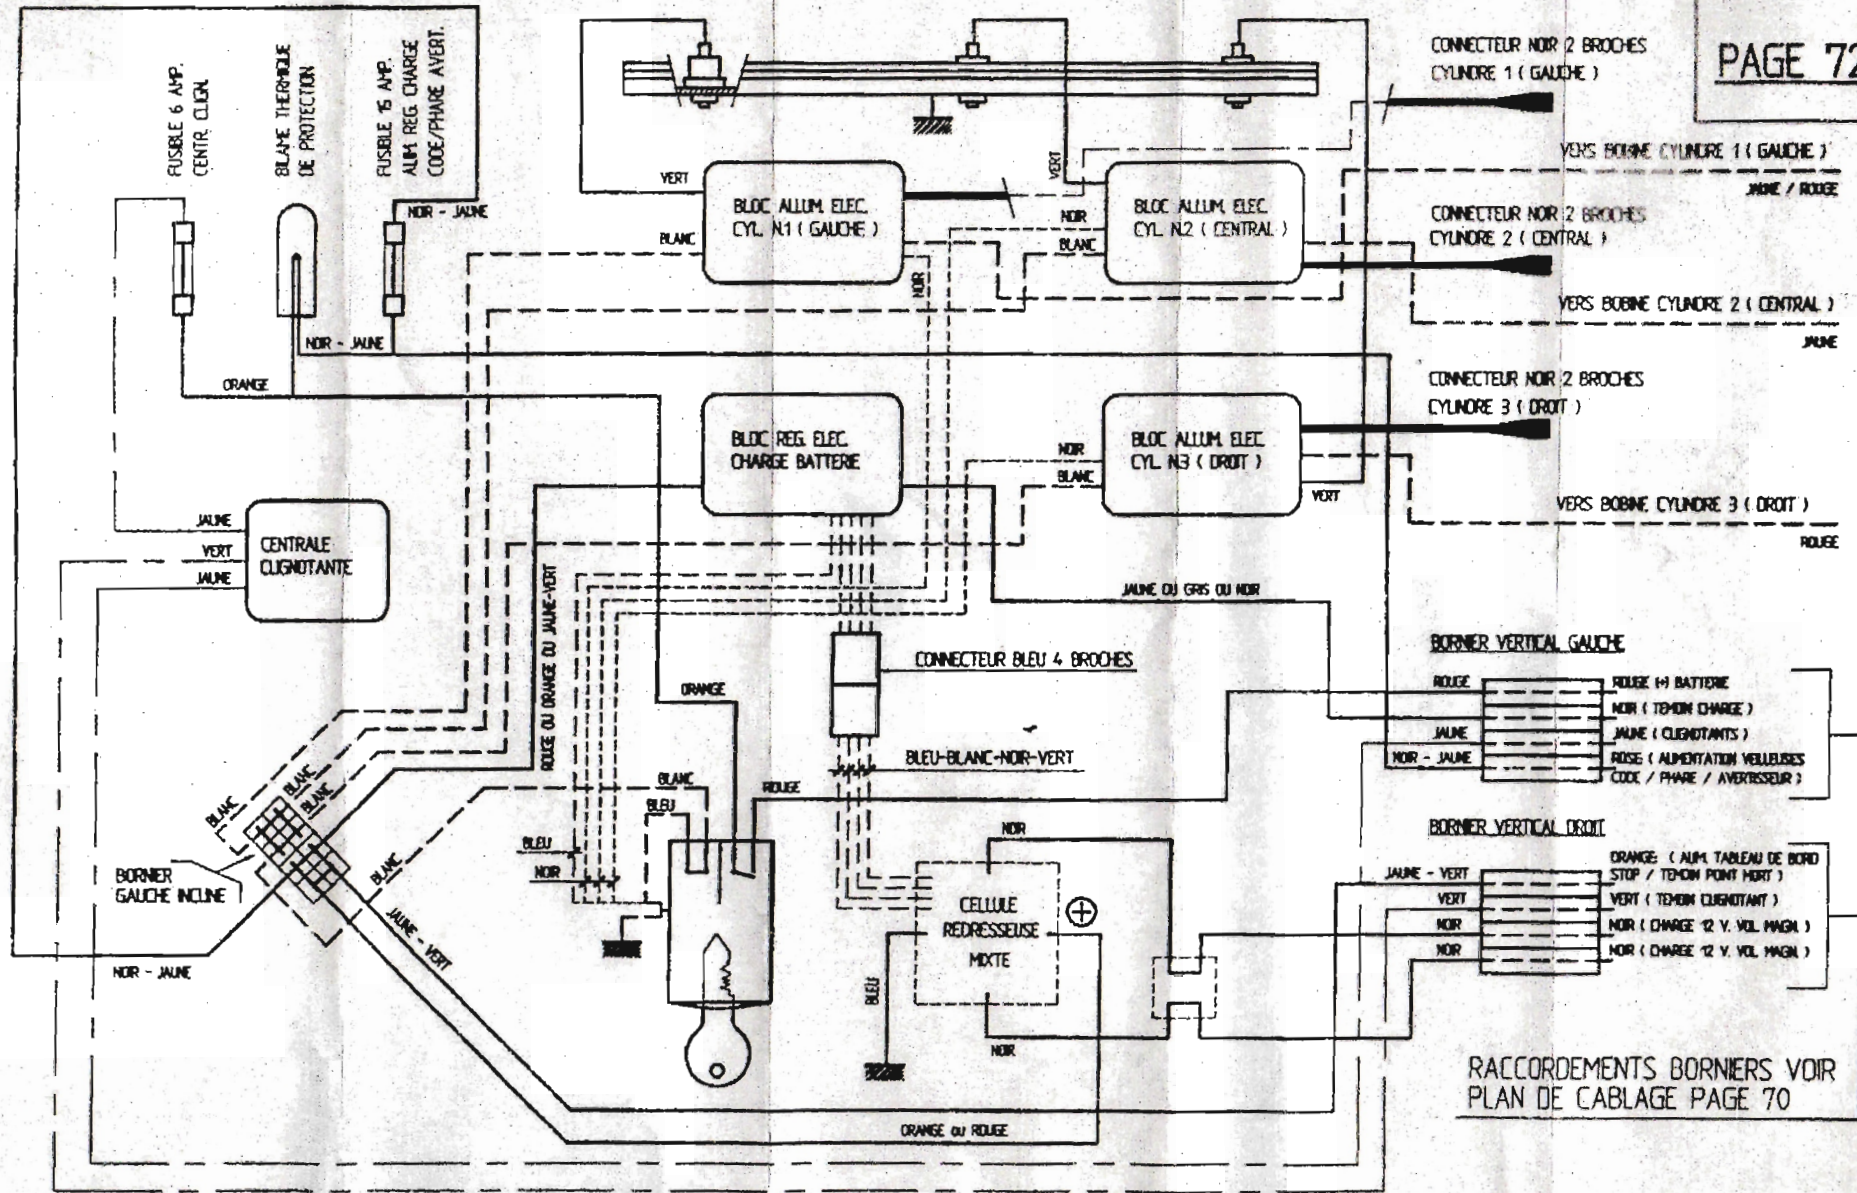 PAGE 72
FUSIBLE 6 AMP.
CENTR. CLIGN.
BILAME THERMIQUE
DE PROTECTION
FUSIBLE 15 AMP.
ALIM. REG. CHARGE
CODE/PHARE AVERT.
NOIR - JAUNE
NOIR - JAUNE
ORANGE
VERT
BLANC
BLOC ALLUM. ELEC.
CYL. N.1 ( GAUCHE )
NOIR
VERT
NOIR
BLANC
BLOC ALLUM. ELEC.
CYL. N.2 ( CENTRAL )
CONNECTEUR NOIR 2 BROCHES
CYLINDRE 1 ( GAUCHE )
VERS BOBINE CYLINDRE 1 ( GAUCHE )
JAUNE / ROUGE
CONNECTEUR NOIR 2 BROCHES
CYLINDRE 2 ( CENTRAL )
VERS BOBINE CYLINDRE 2 ( CENTRAL )
JAUNE
CONNECTEUR NOIR 2 BROCHES
CYLINDRE 3 ( DROIT )
VERS BOBINE CYLINDRE 3 ( DROIT )
ROUGE
BLOC REG. ELEC.
CHARGE BATTERIE
NOIR
BLANC
BLOC ALLUM. ELEC.
CYL. N.3 ( DROIT )
VERT
JAUNE
VERT
JAUNE
CENTRALE
CLIGNOTANTE
ROUGE OU ORANGE OU JAUNE-VERT
JAUNE OU GRIS OU NOIR
CONNECTEUR BLEU 4 BROCHES
ORANGE
BLEU-BLANC-NOIR-VERT
BORNIER VERTICAL GAUCHE
ROUGE
JAUNE
NOIR - JAUNE
ROUGE (+) BATTERIE
NOIR ( TEMOIN CHARGE )
JAUNE ( CLIGNOTANTS )
ROSE ( ALIMENTATION VEILLEUSES
CODE / PHARE / AVERTISSEUR )
BLANC
BLANC
BLANC
BLANC
BLEU
ROUGE
BLEU
NOIR
BORNIER
GAUCHE INCLINE
BLANC
JAUNE - VERT
NOIR - JAUNE
NOIR
CELLULE
REDRESSEUSE
MIXTE
+
BLEU
NOIR
BORNIER VERTICAL DROIT
JAUNE - VERT
VERT
NOIR
NOIR
ORANGE ( ALIM. TABLEAU DE BORD
STOP / TEMOIN POINT MORT )
VERT ( TEMOIN CLIGNOTANT )
NOIR ( CHARGE 12 V. VOL. MAGN. )
NOIR ( CHARGE 12 V. VOL. MAGN. )
ORANGE OU ROUGE
RACCORDEMENTS BORNIERS VOIR
PLAN DE CABLAGE PAGE 70